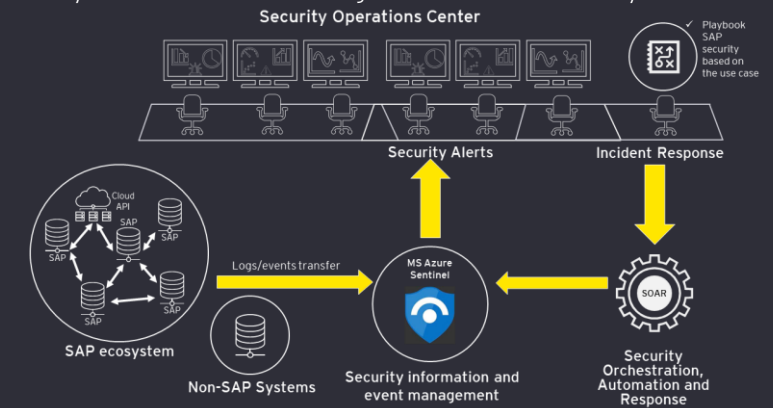 Security Operations Center
✓ Playbook
SAP
security
based on
the use case
Security Alerts
Incident Response
Cloud
API
SAP
SAP
SAP
SAP
SAP
Logs/events transfer
MS Azure
Sentinel
SOAR
SAP ecosystem
Non-SAP Systems
Security information and
event management
Security
Orchestration,
Automation and
Response